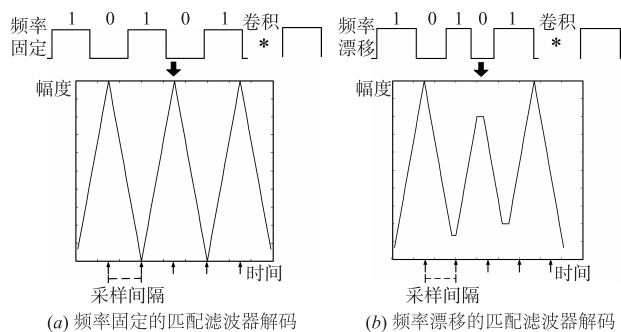 频率固定
1 0 1 0 1
卷积
*
幅度
时间
采样间隔
(a) 频率固定的匹配滤波器解码
频率漂移
1 0 1 0 1
卷积
*
幅度
时间
采样间隔
(b) 频率漂移的匹配滤波器解码